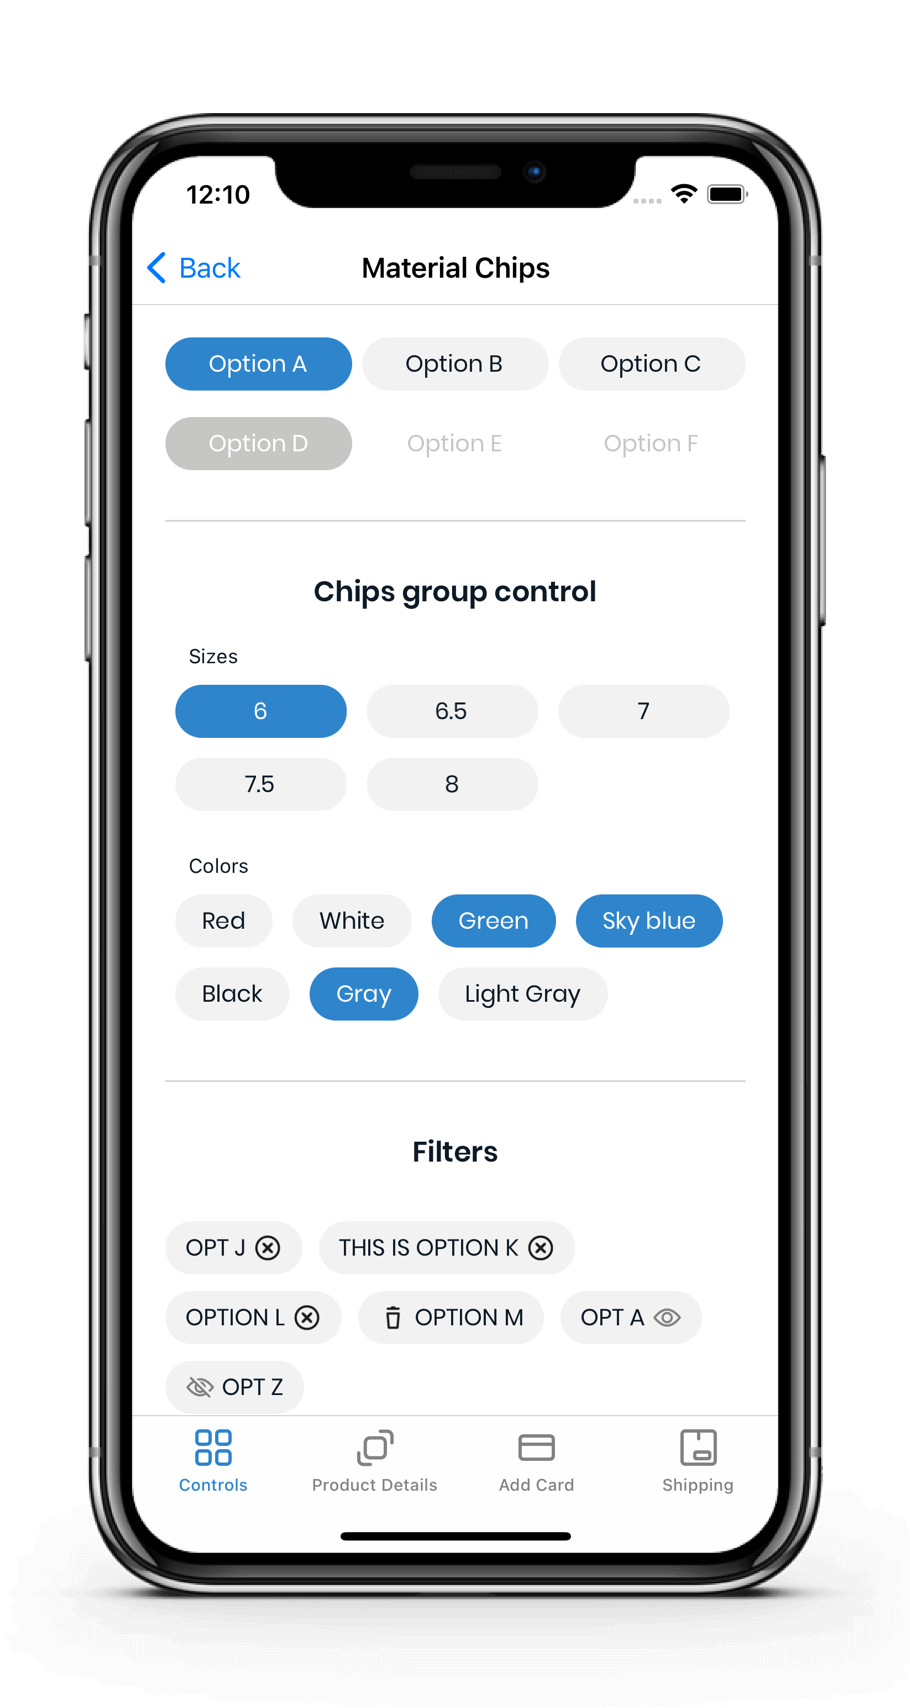 12:10
Back Material Chips
Option A Option B Option C
Option D Option E Option F
Chips group control
Sizes
6 6.5 7
7.5 8
Colors
Red White Green Sky blue
Black Gray Light Gray
Filters
OPT J THIS IS OPTION K
OPTION L OPTION M OPT A
OPT Z
Controls Product Details Add Card Shipping